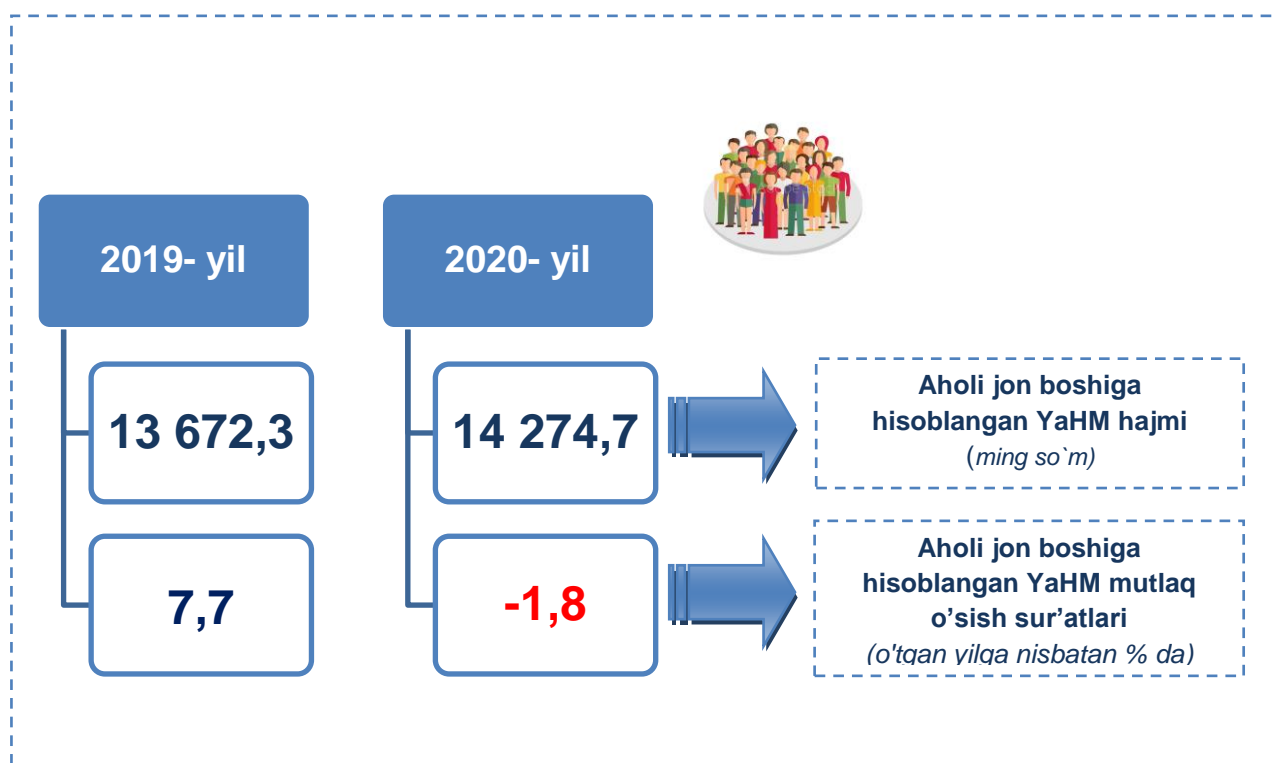 2019- yil
2020- yil
13 672,3
14 274,7
Aholi jon boshiga
hisoblangan YaHM hajmi
(ming so`m)
7,7
-1,8
Aholi jon boshiga
hisoblangan YaHM mutlaq
o’sish sur’atlari
(o'tgan yilga nisbatan % da)